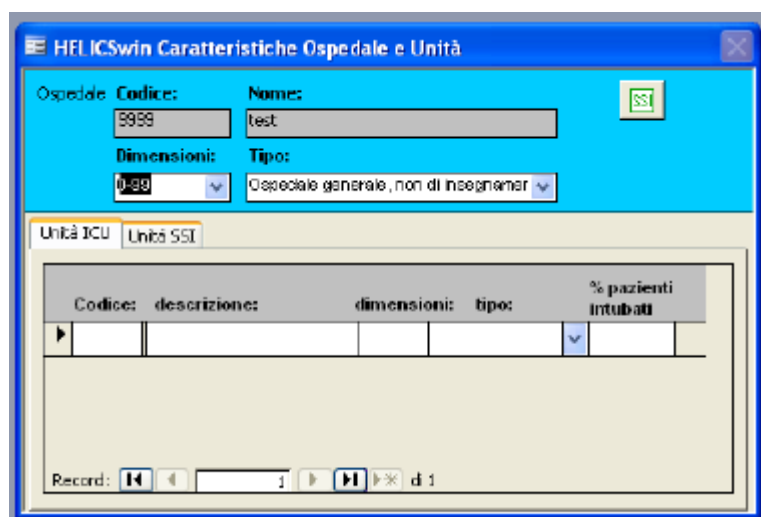 HELICSwin Caratteristiche Ospedale e Unità
Ospedale Codice: Nome:
9999 test
SSI
Dimensioni: Tipo:
0-99 Ospedale generale, non di insegnamen
Unità ICU Unità SSI
% pazienti
Codice: descrizione: dimensioni: tipo: intubati
Record: 1 di 1